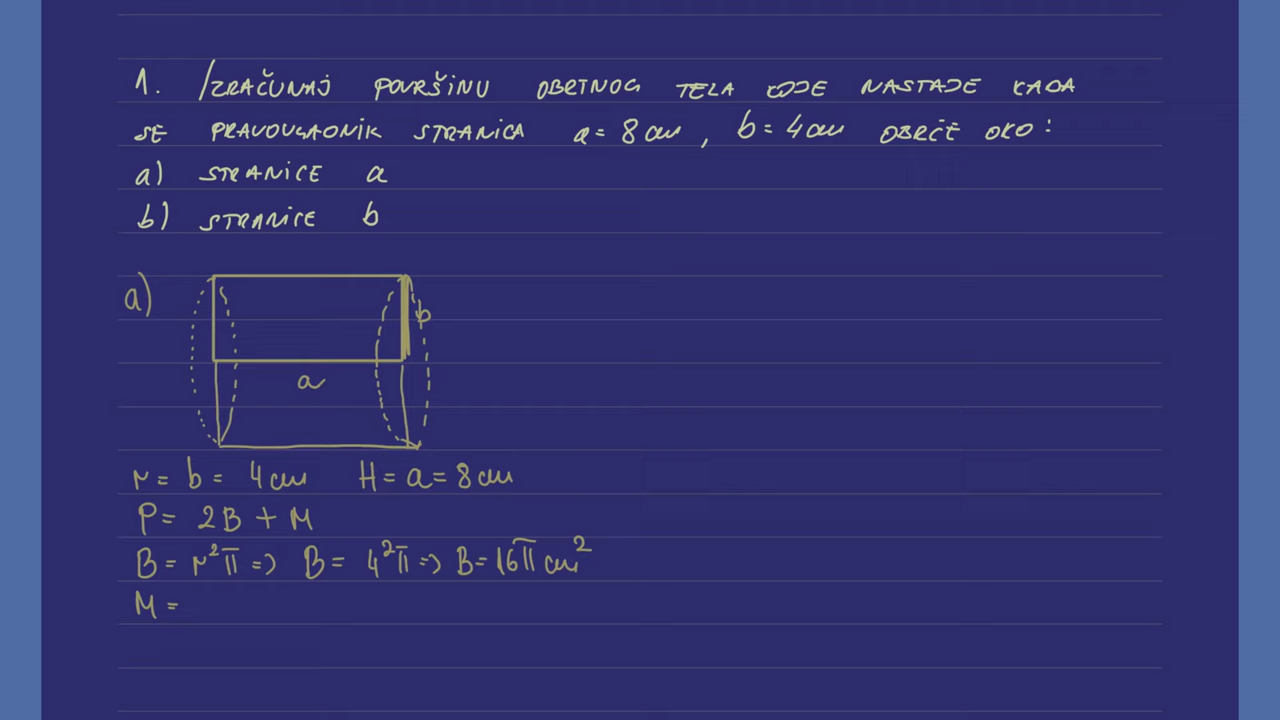 1. IZRAČUNAJ POVRŠINU OBRTNOG TELA KOJE NASTAJE KADA
SE PRAVOUGAONIK STRANICA a = 8 cm, b = 4 cm OBRĆE OKO:
a) STRANICE a
b) STRANICE b
a)
b
a
r = b = 4 cm H = a = 8 cm
P = 2B + M
B = r²π => B = 4²π => B = 16π cm²
M =